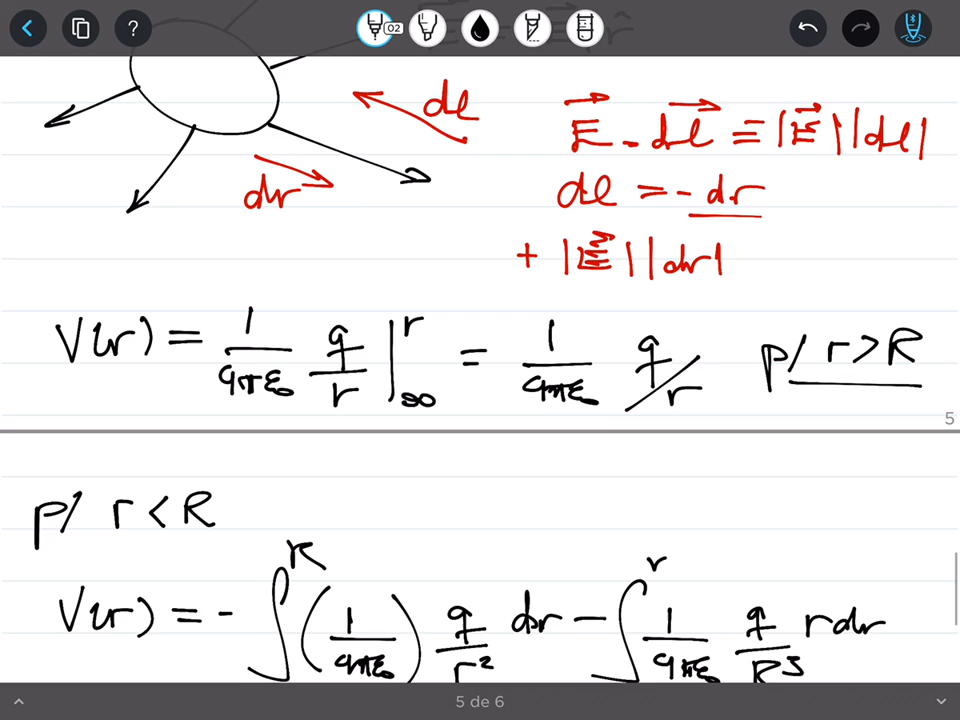 ? 02
dl
E⃗ . dl⃗ = |E⃗||dl|
dr
dl = - dr
+ |E⃗||dr|
V(r) = 1/4πε₀ q/r |_∞^r = 1/4πε₀ q/r p/ r > R
5
p/ r < R
V(r) = - ∫^R (1/4πε₀) q/r² dr - ∫^r 1/4πε₀ q/R³ r dr
5 de 6